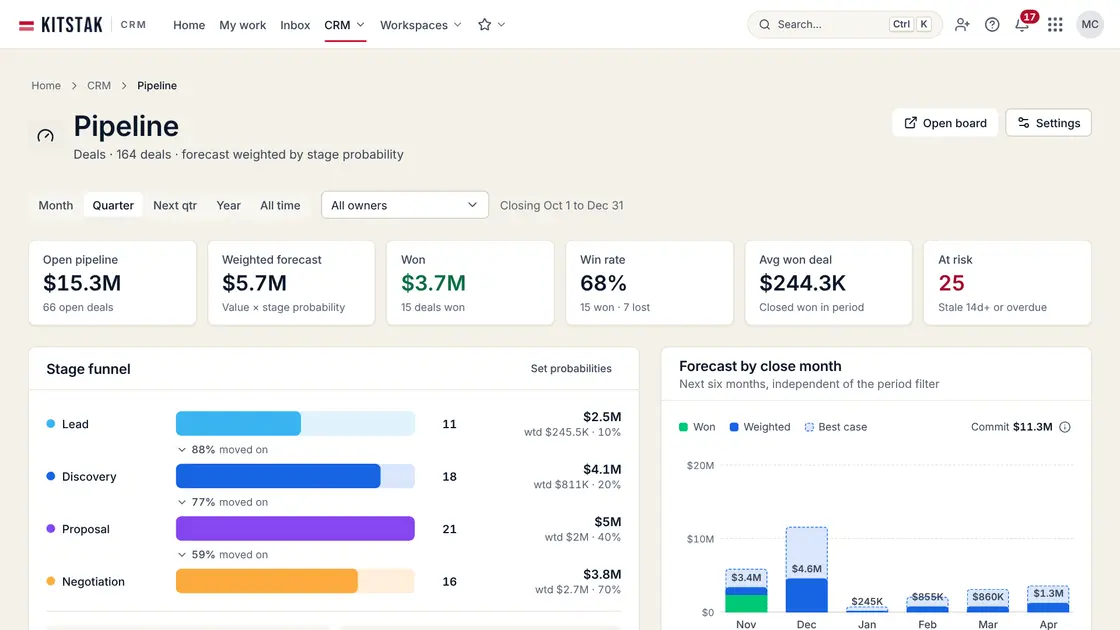 KITSTAK CRM Home My work Inbox CRM Workspaces Search... Ctrl K 17 MC
Home > CRM > Pipeline
Pipeline
Deals · 164 deals · forecast weighted by stage probability
Open board Settings
Month Quarter Next qtr Year All time All owners Closing Oct 1 to Dec 31
Open pipeline
$15.3M
66 open deals
Weighted forecast
$5.7M
Value × stage probability
Won
$3.7M
15 deals won
Win rate
68%
15 won · 7 lost
Avg won deal
$244.3K
Closed won in period
At risk
25
Stale 14d+ or overdue
Stage funnel Set probabilities
Lead 11 $2.5M
wtd $245.5K · 10%
88% moved on
Discovery 18 $4.1M
wtd $811K · 20%
77% moved on
Proposal 21 $5M
wtd $2M · 40%
59% moved on
Negotiation 16 $3.8M
wtd $2.7M · 70%
Forecast by close month
Next six months, independent of the period filter
Won Weighted Best case Commit $11.3M
$20M
$10M
$0
$3.4M $4.6M $245K $855K $860K $1.3M
Nov Dec Jan Feb Mar Apr